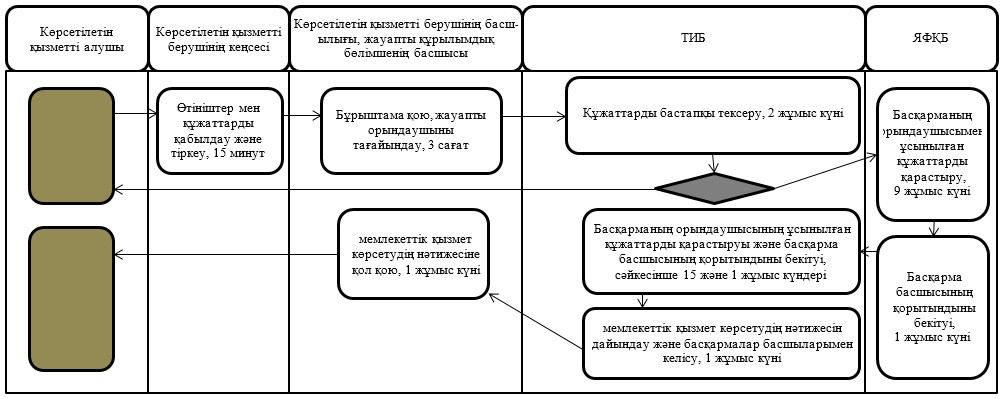 Көрсетілетін
қызметті алушы
Көрсетілетін қызметті
берушінің кеңсесі
Көрсетілетін қызметті берушінің басш-
ылығы, жауапты құрылымдық
бөлімшенің басшысы
ТИБ
ЯФҚБ
Өтініштер мен
құжаттарды
қабылдау және
тіркеу, 15 минут
Бұрыштама қою, жауапты
орындаушыны
тағайындау, 3 сағат
Құжаттарды бастапқы тексеру, 2 жұмыс күні
Басқарманың
орындаушысымен
ұсынылған
құжаттарды
қарастыру,
9 жұмыс күні
мемлекеттік қызмет
көрсетудің нәтижесіне
қол қою, 1 жұмыс күні
Басқарманың орындаушысының ұсынылған
құжаттарды қарастыруы және басқарма
басшысының қорытындыны бекітуі,
сәйкесінше 15 және 1 жұмыс күндері
Басқарма
басшысының
қорытындыны
бекітуі,
1 жұмыс күні
мемлекеттік қызмет көрсетудің нәтижесін
дайындау және басқармалар басшыларымен
келісу, 1 жұмыс күні